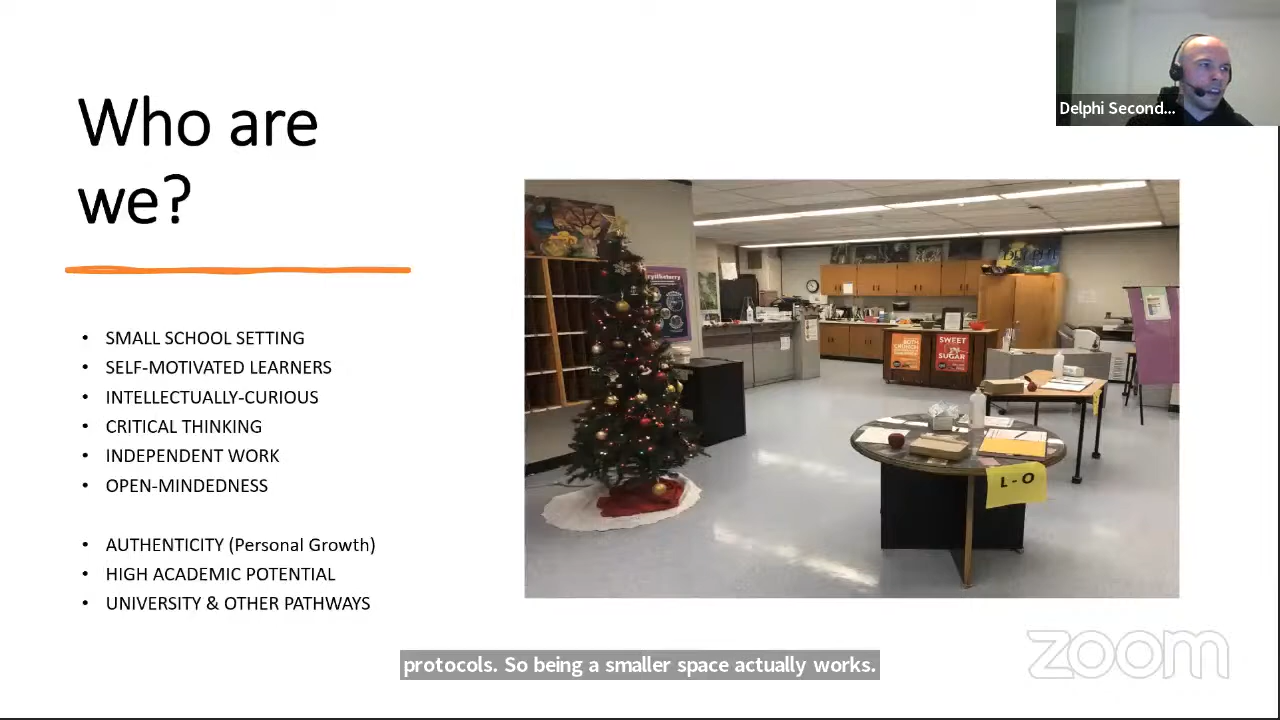 Who are
we?
• SMALL SCHOOL SETTING
• SELF-MOTIVATED LEARNERS
• INTELLECTUALLY-CURIOUS
• CRITICAL THINKING
• INDEPENDENT WORK
• OPEN-MINDEDNESS
• AUTHENTICITY (Personal Growth)
• HIGH ACADEMIC POTENTIAL
• UNIVERSITY & OTHER PATHWAYS
Delphi Second...
SWEET
SUGAR
L-O
protocols. So being a smaller space actually works.
zoom